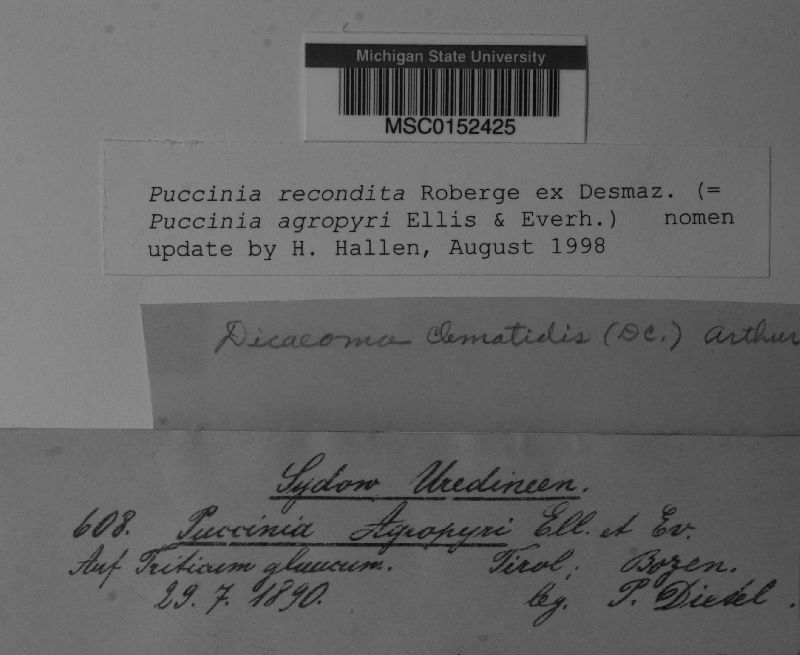 Michigan State University
MSC0152425
Puccinia recondita Roberge ex Desmaz. (=
Puccinia agropyri Ellis & Everh.) nomen
update by H. Hallen, August 1998
Dicaeoma Clematidis (DC.) Arthur
Sydow Uredineen.
608. Puccinia Agropyri Ell. et Ev.
Auf Triticum glaucum. Tirol; Bozen.
29. 7. 1890. leg. P. Dietel.